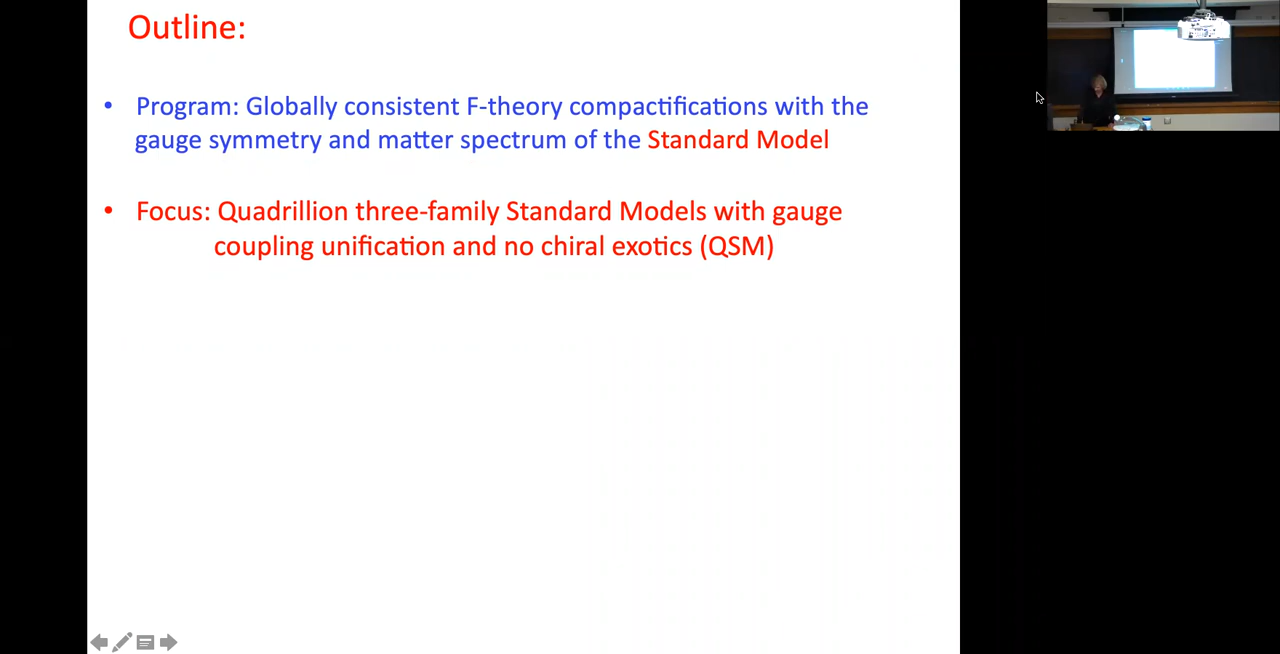 Outline:
• Program: Globally consistent F-theory compactifications with the
gauge symmetry and matter spectrum of the Standard Model
• Focus: Quadrillion three-family Standard Models with gauge
coupling unification and no chiral exotics (QSM)